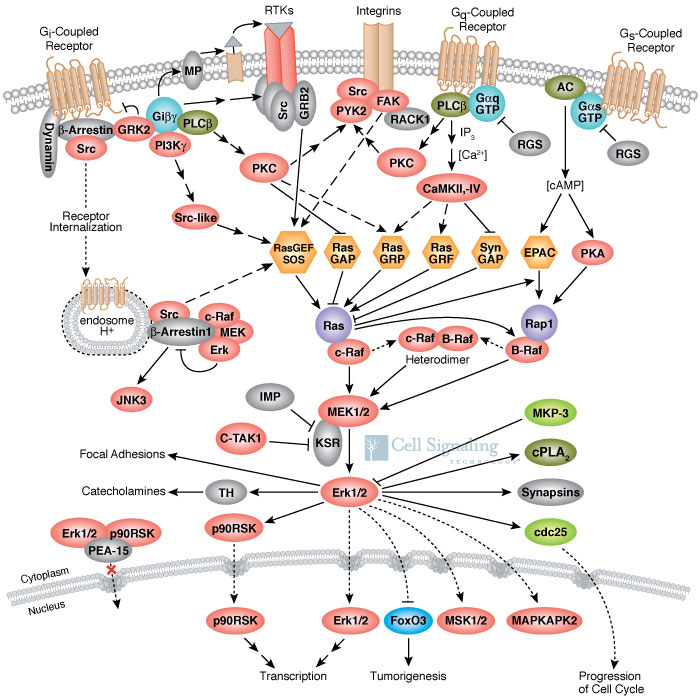 RTKs
Integrins
Gq-Coupled
Receptor
Gi-Coupled
Receptor
Gs-Coupled
Receptor
MP
Src
GRB2
Src
PYK2
FAK
RACK1
PLCβ
Gαq
GTP
AC
Gαs
GTP
Dynamin
β-Arrestin
Src
GRK2
Giβγ
PLCβ
PI3Kγ
IP3
RGS
RGS
PKC
PKC
[Ca2+]
CaMKII,-IV
[cAMP]
Receptor
Internalization
Src-like
RasGEF
SOS
Ras
GAP
Ras
GRP
Ras
GRF
Syn
GAP
EPAC
PKA
endosome
H+
Src
β-Arrestin1
c-Raf
MEK
Erk
Ras
Rap1
c-Raf
c-Raf
B-Raf
Heterodimer
B-Raf
JNK3
IMP
MEK1/2
MKP-3
C-TAK1
KSR
Cell Signaling
TECHNOLOGY®
cPLA2
Focal Adhesions
Catecholamines
TH
Erk1/2
Synapsins
Erk1/2
p90RSK
PEA-15
p90RSK
cdc25
Cytoplasm
Nucleus
p90RSK
Erk1/2
FoxO3
MSK1/2
MAPKAPK2
Transcription
Tumorigenesis
Progression
of Cell Cycle